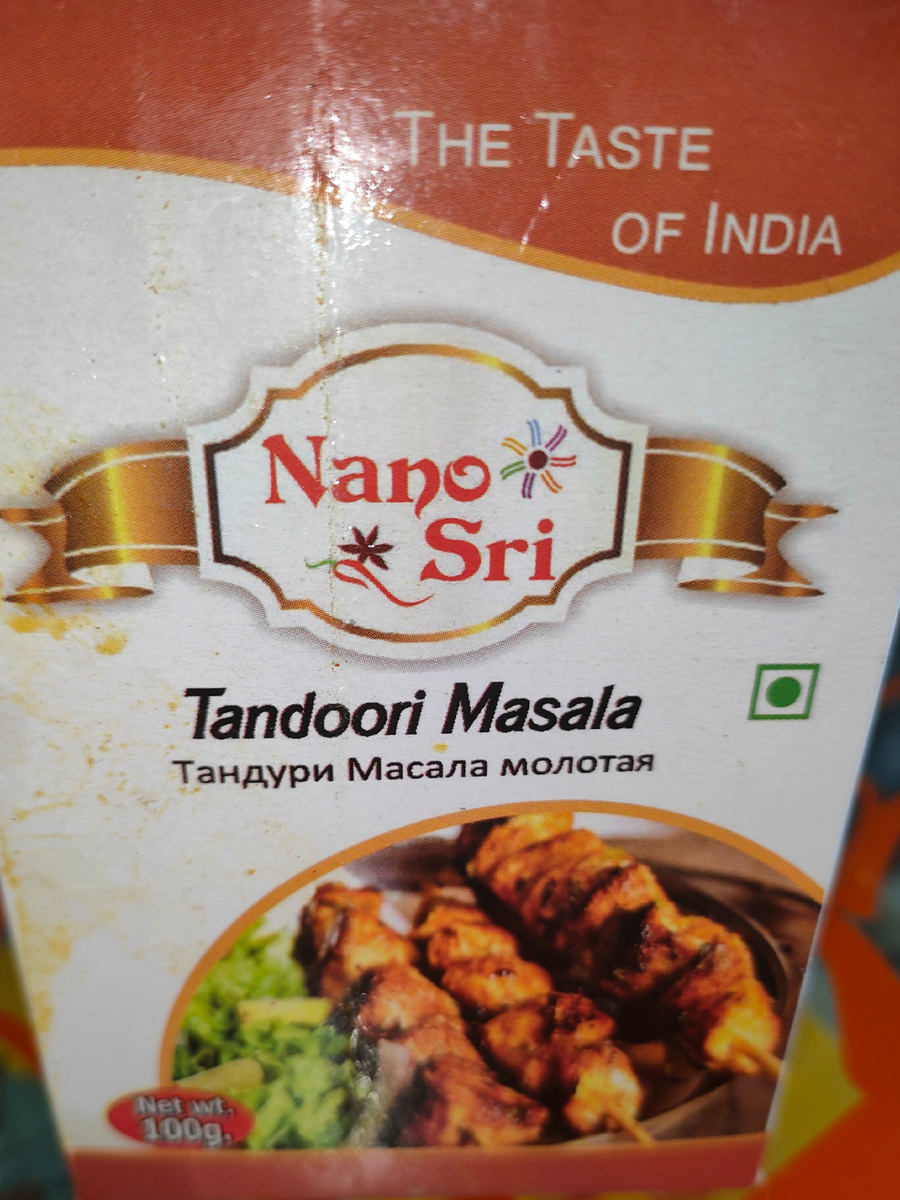 The Taste
of India
Nano
Sri
Tandoori Masala
Тандури Масала молотая
Net wt.
100g.